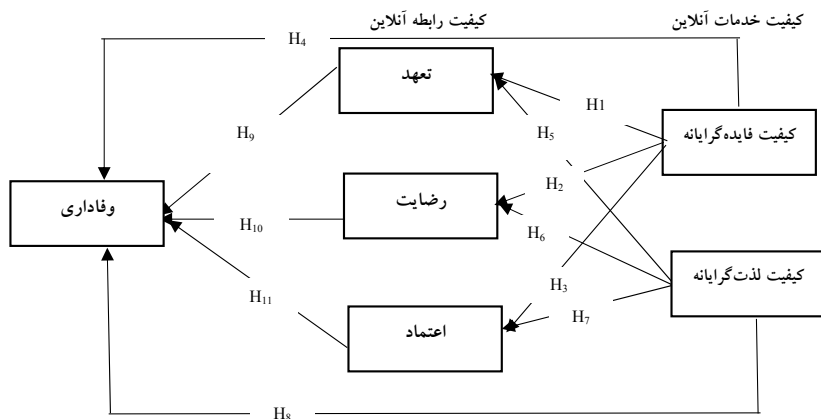 کیفیت خدمات آنلاین
کیفیت رابطه آنلاین
H4
تعهد
H1
کیفیت فایده‌گرایانه
H9
H5
وفاداری
رضایت
H2
H10
H6
کیفیت لذت‌گرایانه
H3
H11
اعتماد
H7
H8